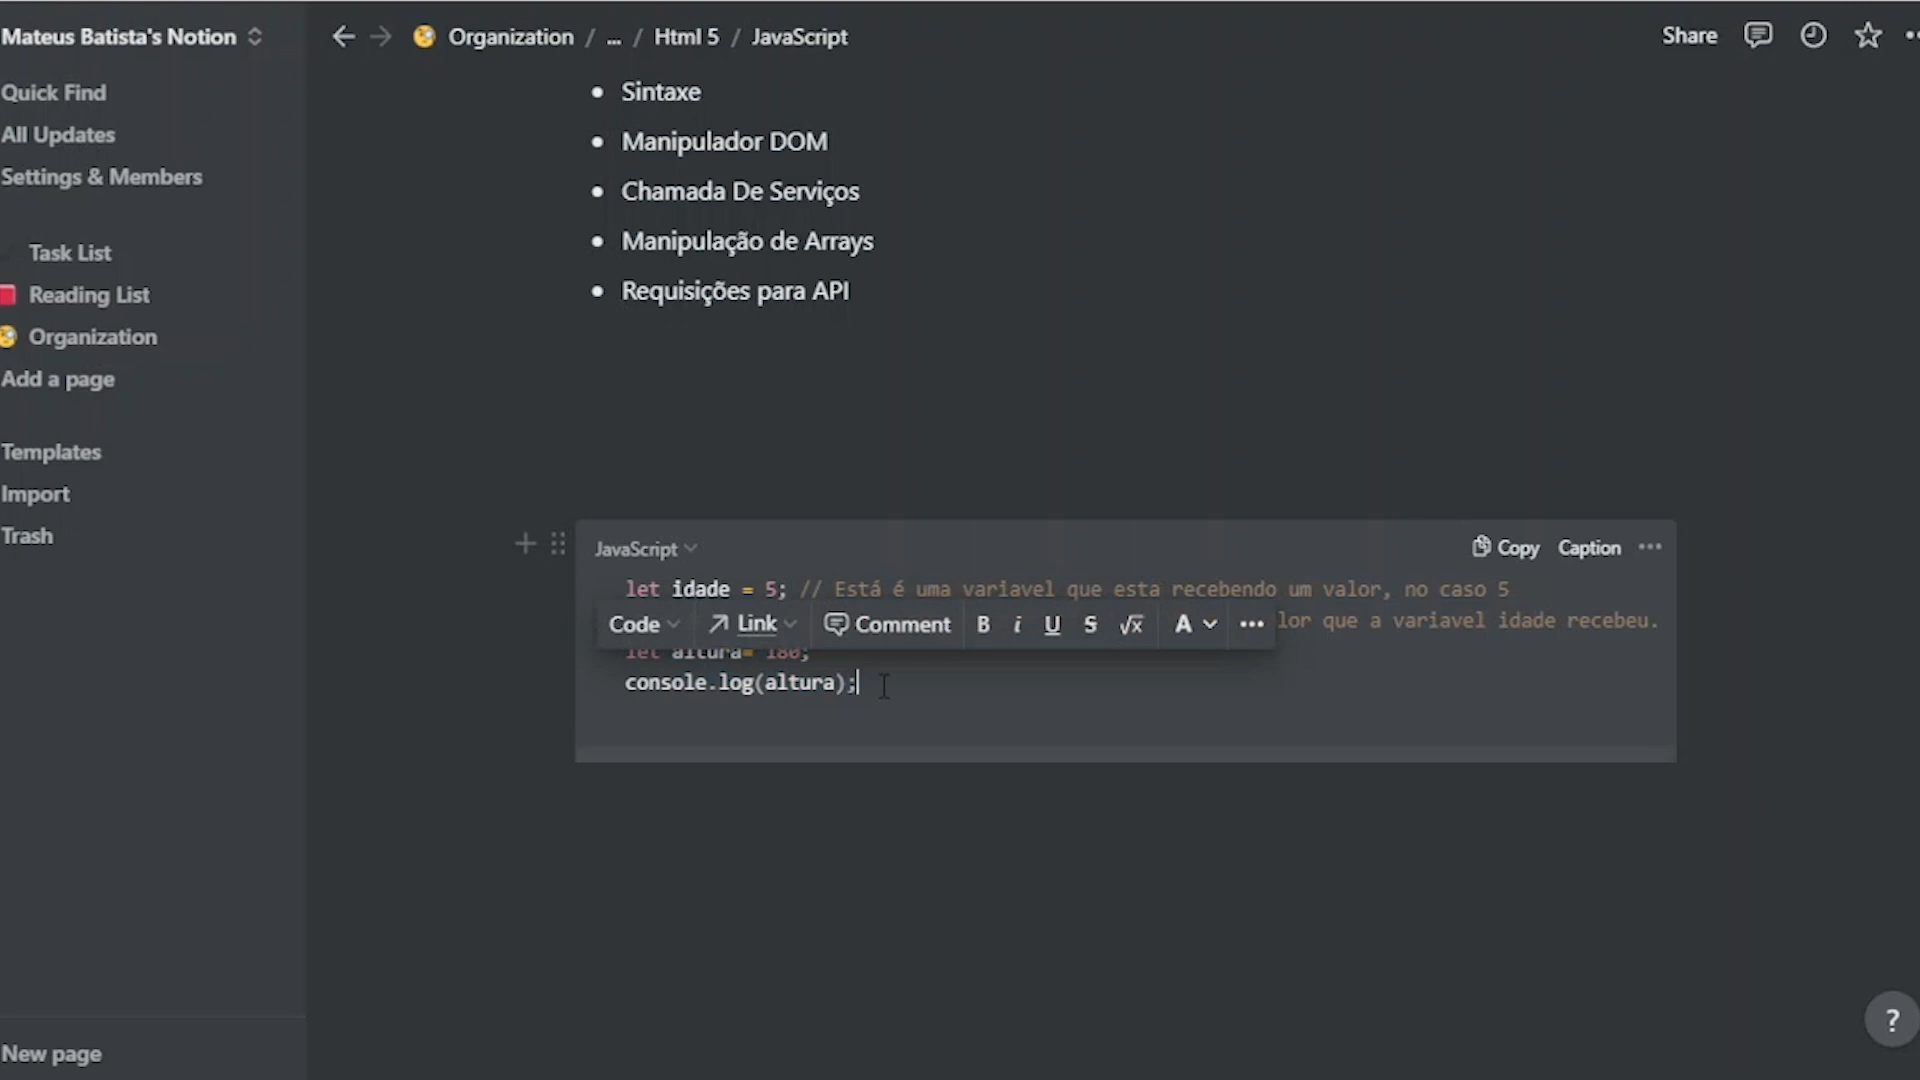 Mateus Batista's Notion
Organization / ... / Html 5 / JavaScript
Share
Quick Find
All Updates
Settings & Members
Task List
Reading List
Organization
Add a page
Templates
Import
Trash
New page
• Sintaxe
• Manipulador DOM
• Chamada De Serviços
• Manipulação de Arrays
• Requisições para API
JavaScript
Copy Caption
let idade = 5; // Está é uma variavel que esta recebendo um valor, no caso 5
Code Link Comment B i U S √x A
que a variavel idade recebeu.
let altura= 180;
console.log(altura);
?